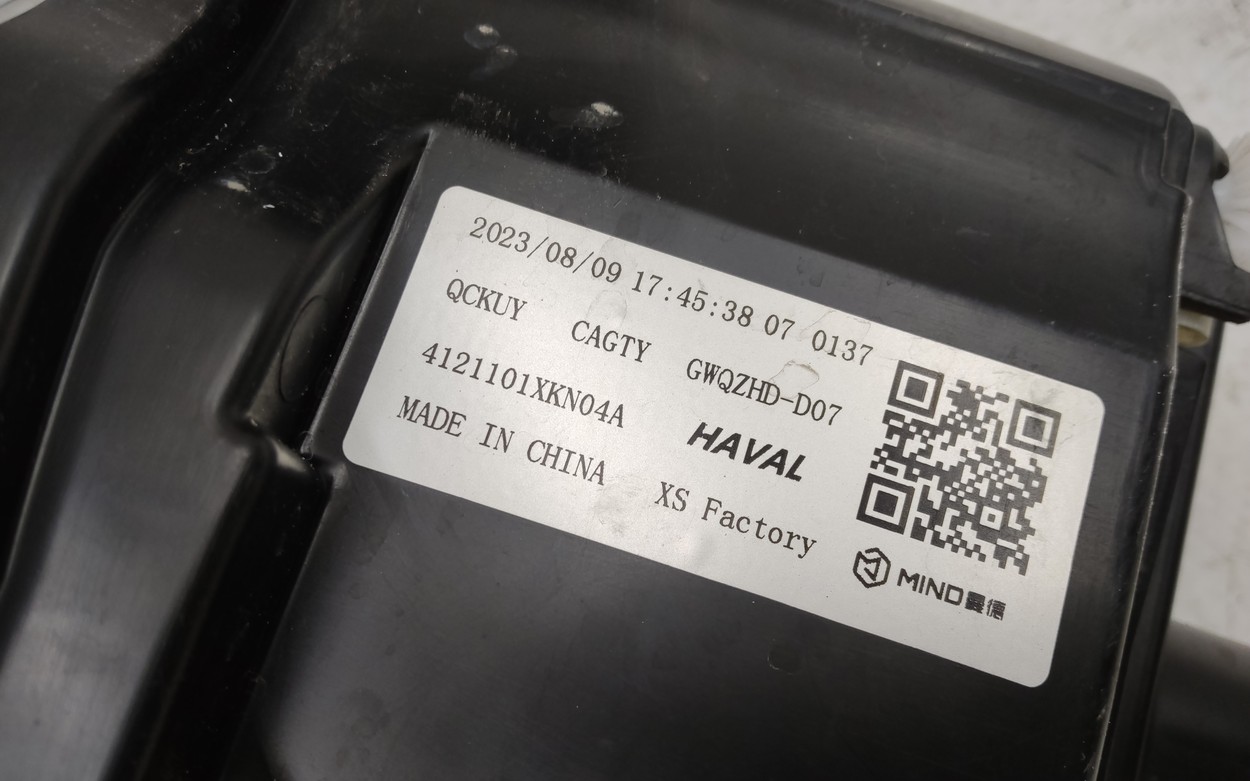 2023/08/09 17:45:38 07 0137
QCKUY CAGTY GWQZHD-D07
4121101XKN04A HAVAL
MADE IN CHINA XS Factory
MIND曼德